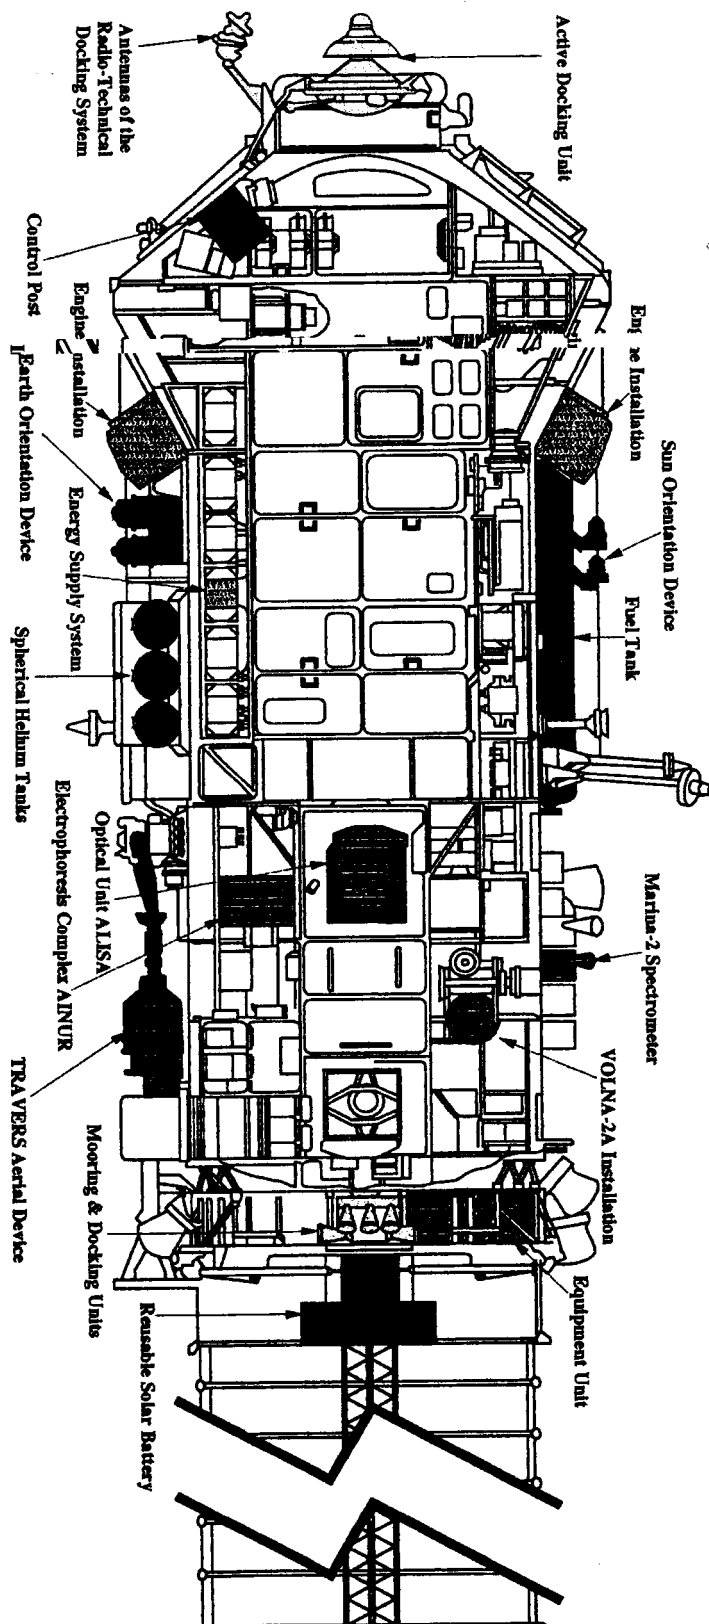 Active Docking Unit
Antennas of the
Radio-Technical
Docking System
Control Post
Engine Installation
Engine Installation
Earth Orientation Device
Sun Orientation Device
Energy Supply System
Fuel Tank
Spherical Helium Tanks
Electrophoresis Complex AINUR
Optical Unit ALISA
Marina-2 Spectrometer
VOLNA-2A Installation
TRAVERS Aerial Device
Mooring & Docking Units
Equipment Unit
Reusable Solar Battery